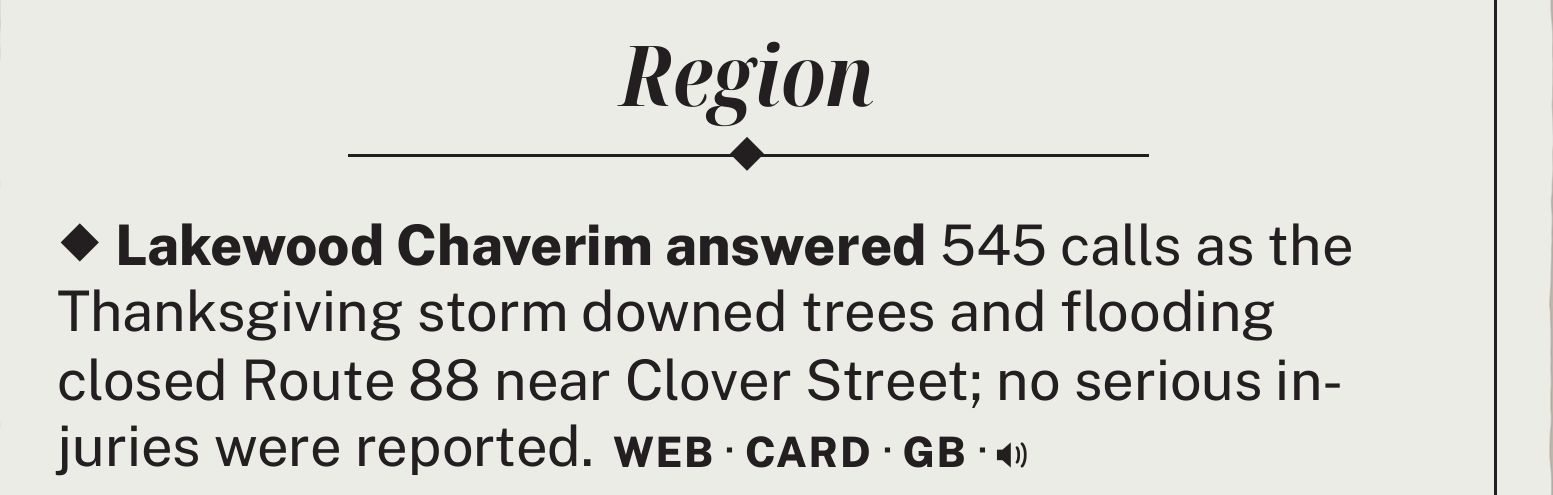 Region
◆ Lakewood Chaverim answered 545 calls as the
Thanksgiving storm downed trees and flooding
closed Route 88 near Clover Street; no serious in-
juries were reported. WEB · CARD · GB · 🔊